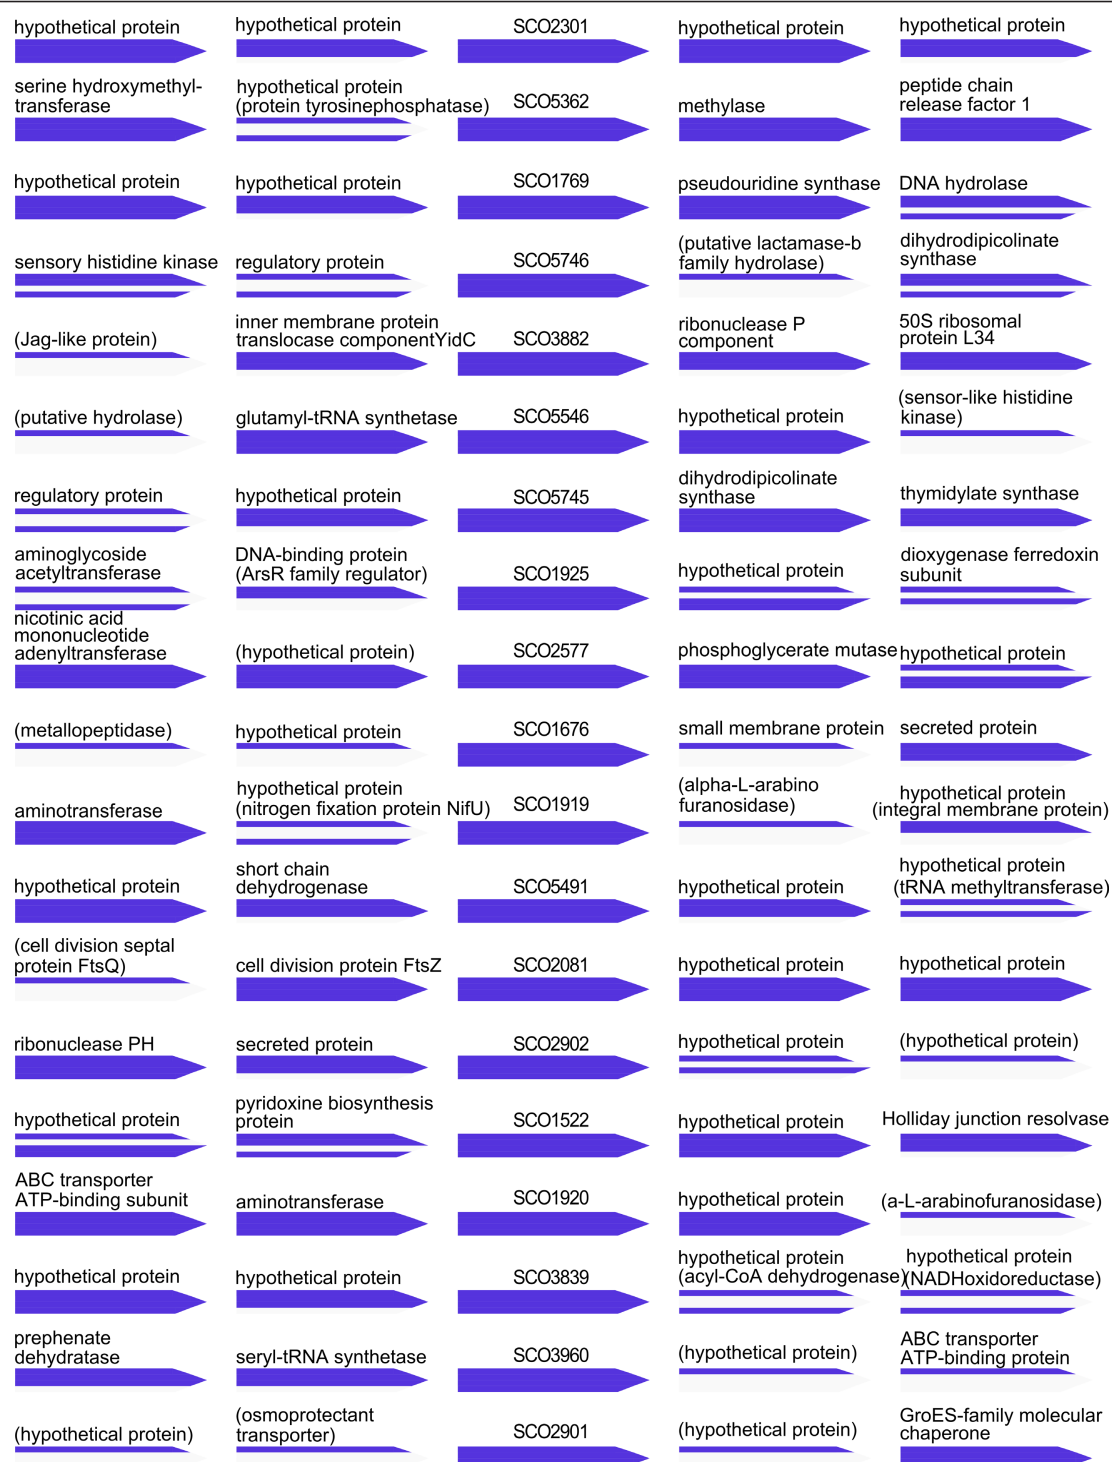 hypothetical protein
hypothetical protein
SCO2301
hypothetical protein
hypothetical protein
serine hydroxymethyl-
transferase
hypothetical protein
(protein tyrosinephosphatase)
SCO5362
methylase
peptide chain
release factor 1
hypothetical protein
hypothetical protein
SCO1769
pseudouridine synthase
DNA hydrolase
sensory histidine kinase
regulatory protein
SCO5746
(putative lactamase-b
family hydrolase)
dihydrodipicolinate
synthase
(Jag-like protein)
inner membrane protein
translocase componentYidC
SCO3882
ribonuclease P
component
50S ribosomal
protein L34
(putative hydrolase)
glutamyl-tRNA synthetase
SCO5546
hypothetical protein
(sensor-like histidine
kinase)
regulatory protein
hypothetical protein
SCO5745
dihydrodipicolinate
synthase
thymidylate synthase
aminoglycoside
acetyltransferase
DNA-binding protein
(ArsR family regulator)
SCO1925
hypothetical protein
dioxygenase ferredoxin
subunit
nicotinic acid
mononucleotide
adenyltransferase
(hypothetical protein)
SCO2577
phosphoglycerate mutase
hypothetical protein
(metallopeptidase)
hypothetical protein
SCO1676
small membrane protein
secreted protein
aminotransferase
hypothetical protein
(nitrogen fixation protein NifU)
SCO1919
(alpha-L-arabino
furanosidase)
hypothetical protein
(integral membrane protein)
hypothetical protein
short chain
dehydrogenase
SCO5491
hypothetical protein
hypothetical protein
(tRNA methyltransferase)
(cell division septal
protein FtsQ)
cell division protein FtsZ
SCO2081
hypothetical protein
hypothetical protein
ribonuclease PH
secreted protein
SCO2902
hypothetical protein
(hypothetical protein)
hypothetical protein
pyridoxine biosynthesis
protein
SCO1522
hypothetical protein
Holliday junction resolvase
ABC transporter
ATP-binding subunit
aminotransferase
SCO1920
hypothetical protein
(a-L-arabinofuranosidase)
hypothetical protein
hypothetical protein
SCO3839
hypothetical protein
(acyl-CoA dehydrogenase)
hypothetical protein
(NADHoxidoreductase)
prephenate
dehydratase
seryl-tRNA synthetase
SCO3960
(hypothetical protein)
ABC transporter
ATP-binding protein
(hypothetical protein)
(osmoprotectant
transporter)
SCO2901
(hypothetical protein)
GroES-family molecular
chaperone